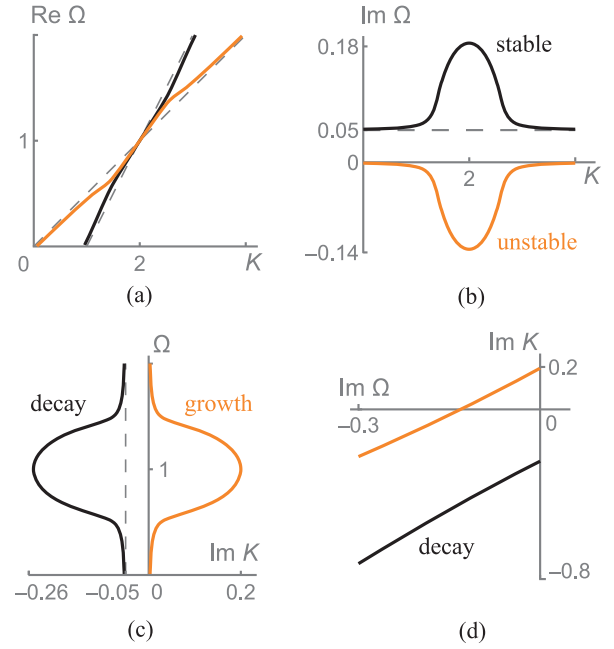 Re Ω
1
0
2
4
K
(a)
Im Ω
0.18
stable
0.05
0
2
K
unstable
−0.14
(b)
Ω
decay
growth
1
Im K
−0.26
−0.05
0
0.2
(c)
Im K
Im Ω
0.2
−0.3
0
decay
−0.8
(d)